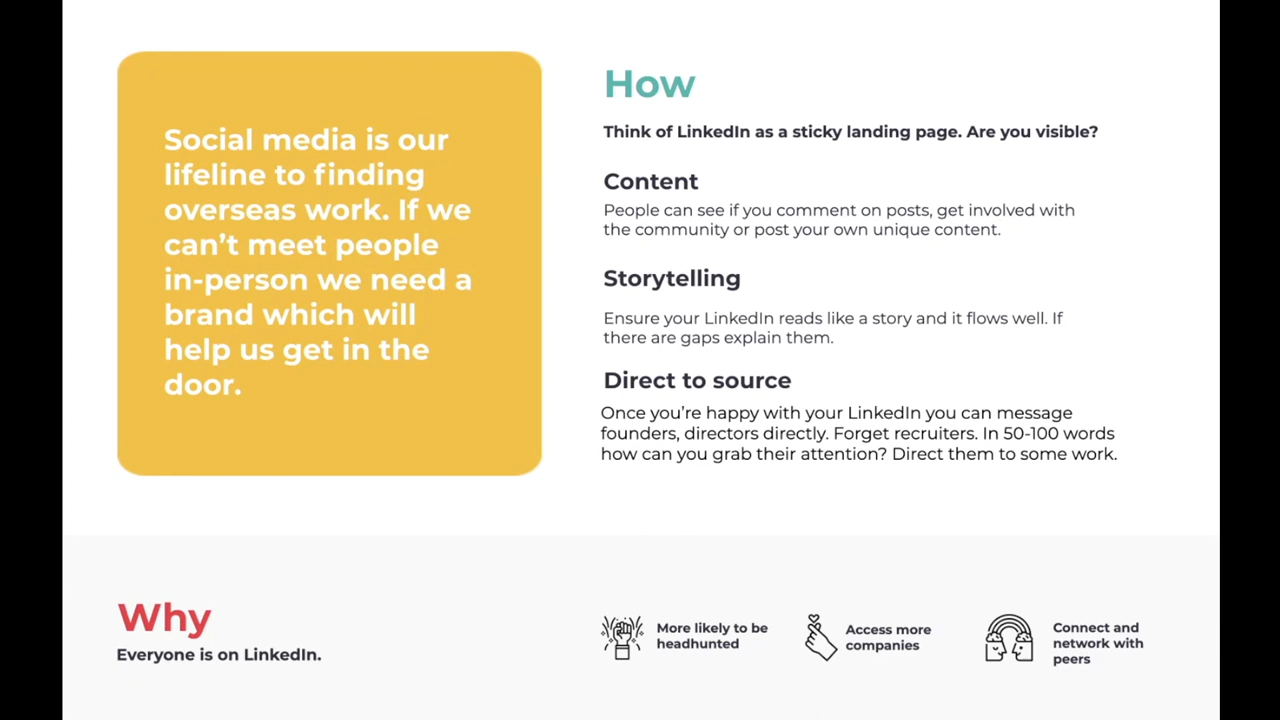 Social media is our
lifeline to finding
overseas work. If we
can't meet people
in-person we need a
brand which will
help us get in the
door.
How
Think of LinkedIn as a sticky landing page. Are you visible?
Content
People can see if you comment on posts, get involved with
the community or post your own unique content.
Storytelling
Ensure your LinkedIn reads like a story and it flows well. If
there are gaps explain them.
Direct to source
Once you're happy with your LinkedIn you can message
founders, directors directly. Forget recruiters. In 50-100 words
how can you grab their attention? Direct them to some work.
Why
Everyone is on LinkedIn.
More likely to be
headhunted
Access more
companies
Connect and
network with
peers